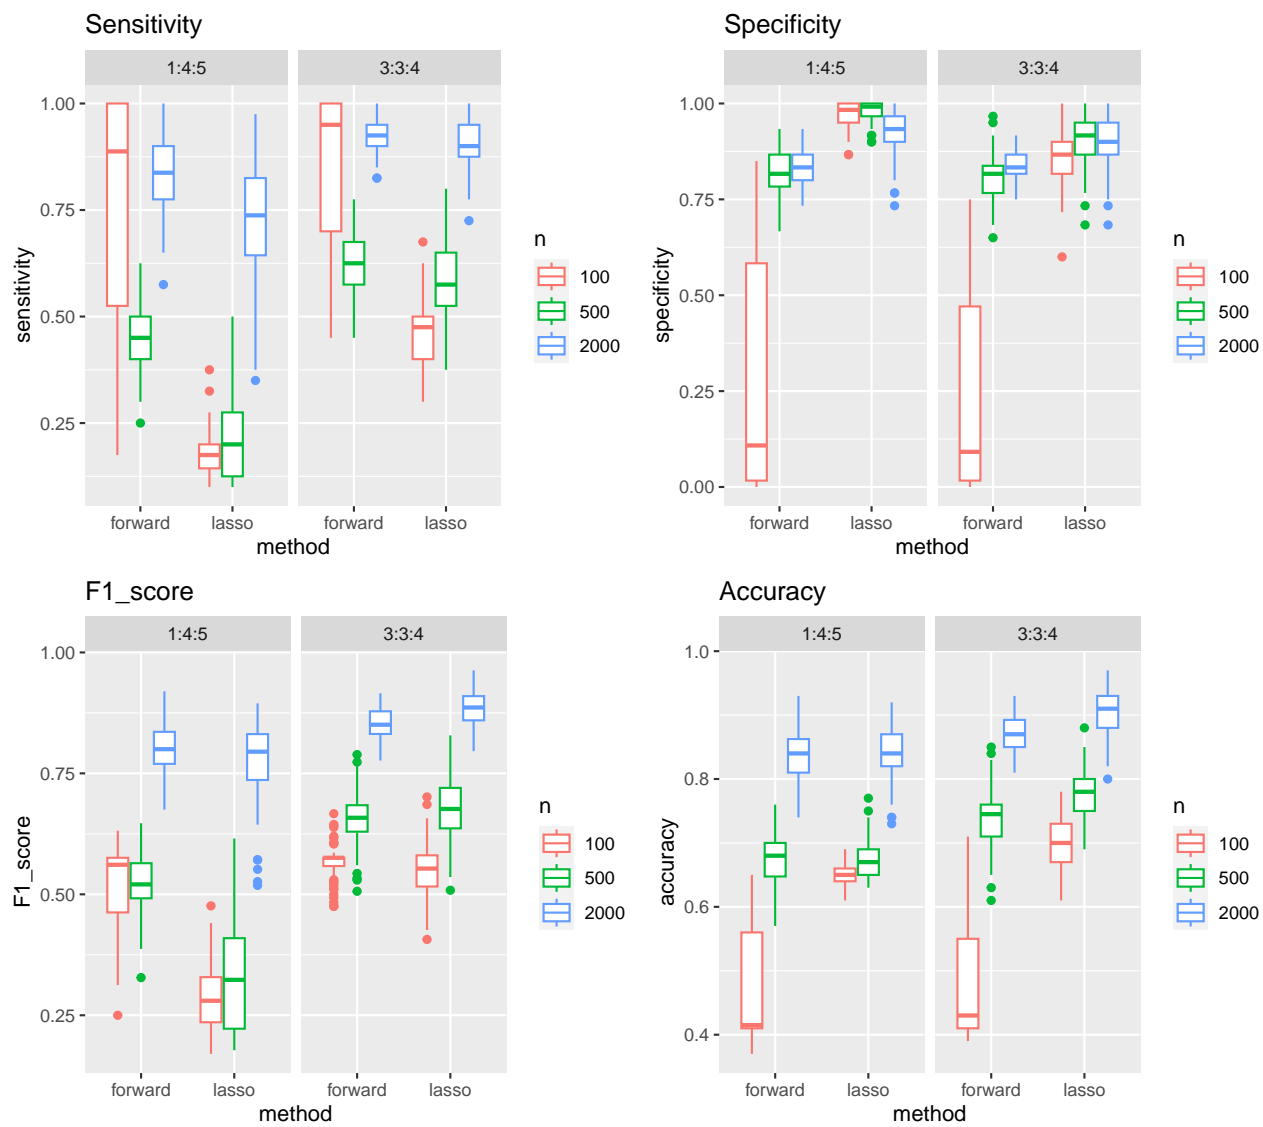 Sensitivity
1:4:5
3:3:4
1.00
0.75
0.50
0.25
sensitivity
forward
lasso
forward
lasso
method
n
100
500
2000
Specificity
1:4:5
3:3:4
1.00
0.75
0.50
0.25
0.00
specificity
forward
lasso
forward
lasso
method
n
100
500
2000
F1_score
1:4:5
3:3:4
1.00
0.75
0.50
0.25
F1_score
forward
lasso
forward
lasso
method
n
100
500
2000
Accuracy
1:4:5
3:3:4
1.0
0.8
0.6
0.4
accuracy
forward
lasso
forward
lasso
method
n
100
500
2000